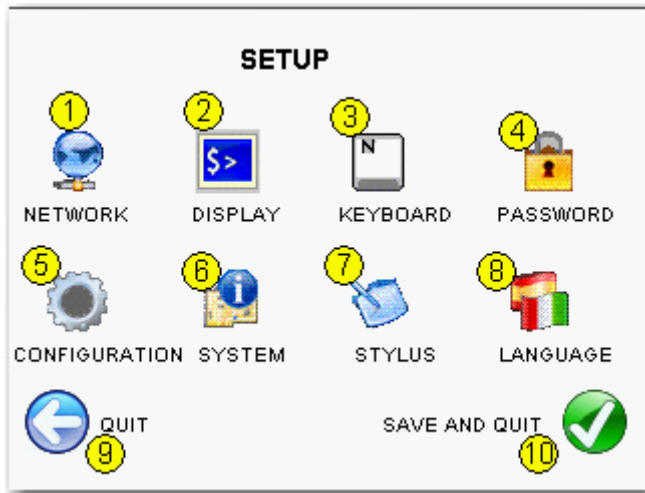 SETUP
1 2 3 4
$> N
NETWORK DISPLAY KEYBOARD PASSWORD
5 6 7 8
i
CONFIGURATION SYSTEM STYLUS LANGUAGE
QUIT SAVE AND QUIT
9 10